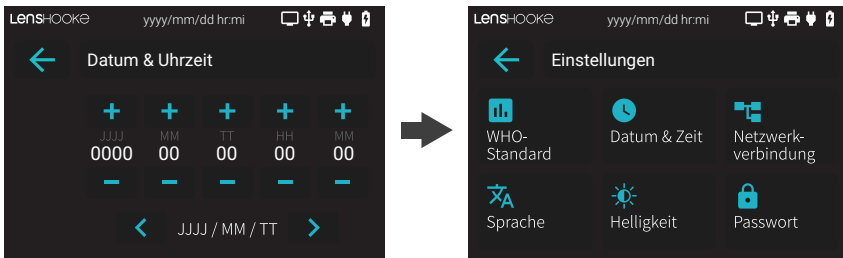 LensHOOKe yyyy/mm/dd hr:mi
Datum & Uhrzeit
JJJJ MM TT HH MM
0000 00 00 00 00
JJJJ / MM / TT
LensHOOKe yyyy/mm/dd hr:mi
Einstellungen
WHO-
Standard
Datum & Zeit
Netzwerk-
verbindung
Sprache
Helligkeit
Passwort